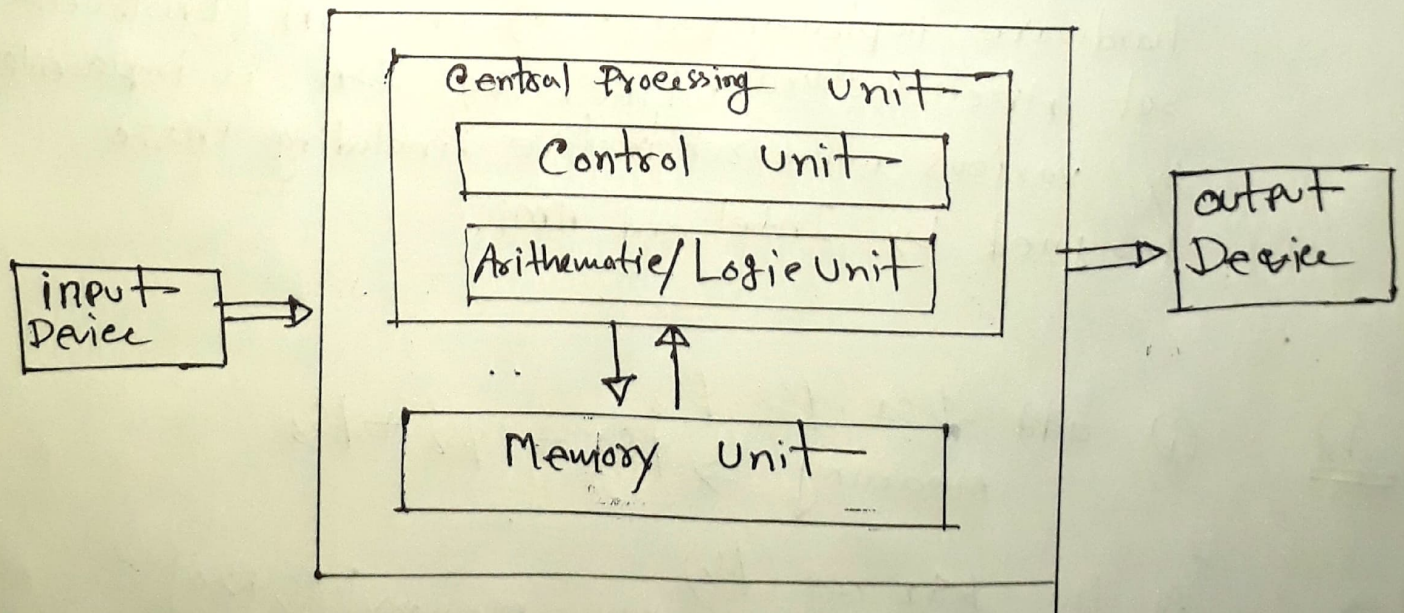 Central Processing unit
Control unit
Arithematic/Logic unit
input
Device
output
Device
Memory unit